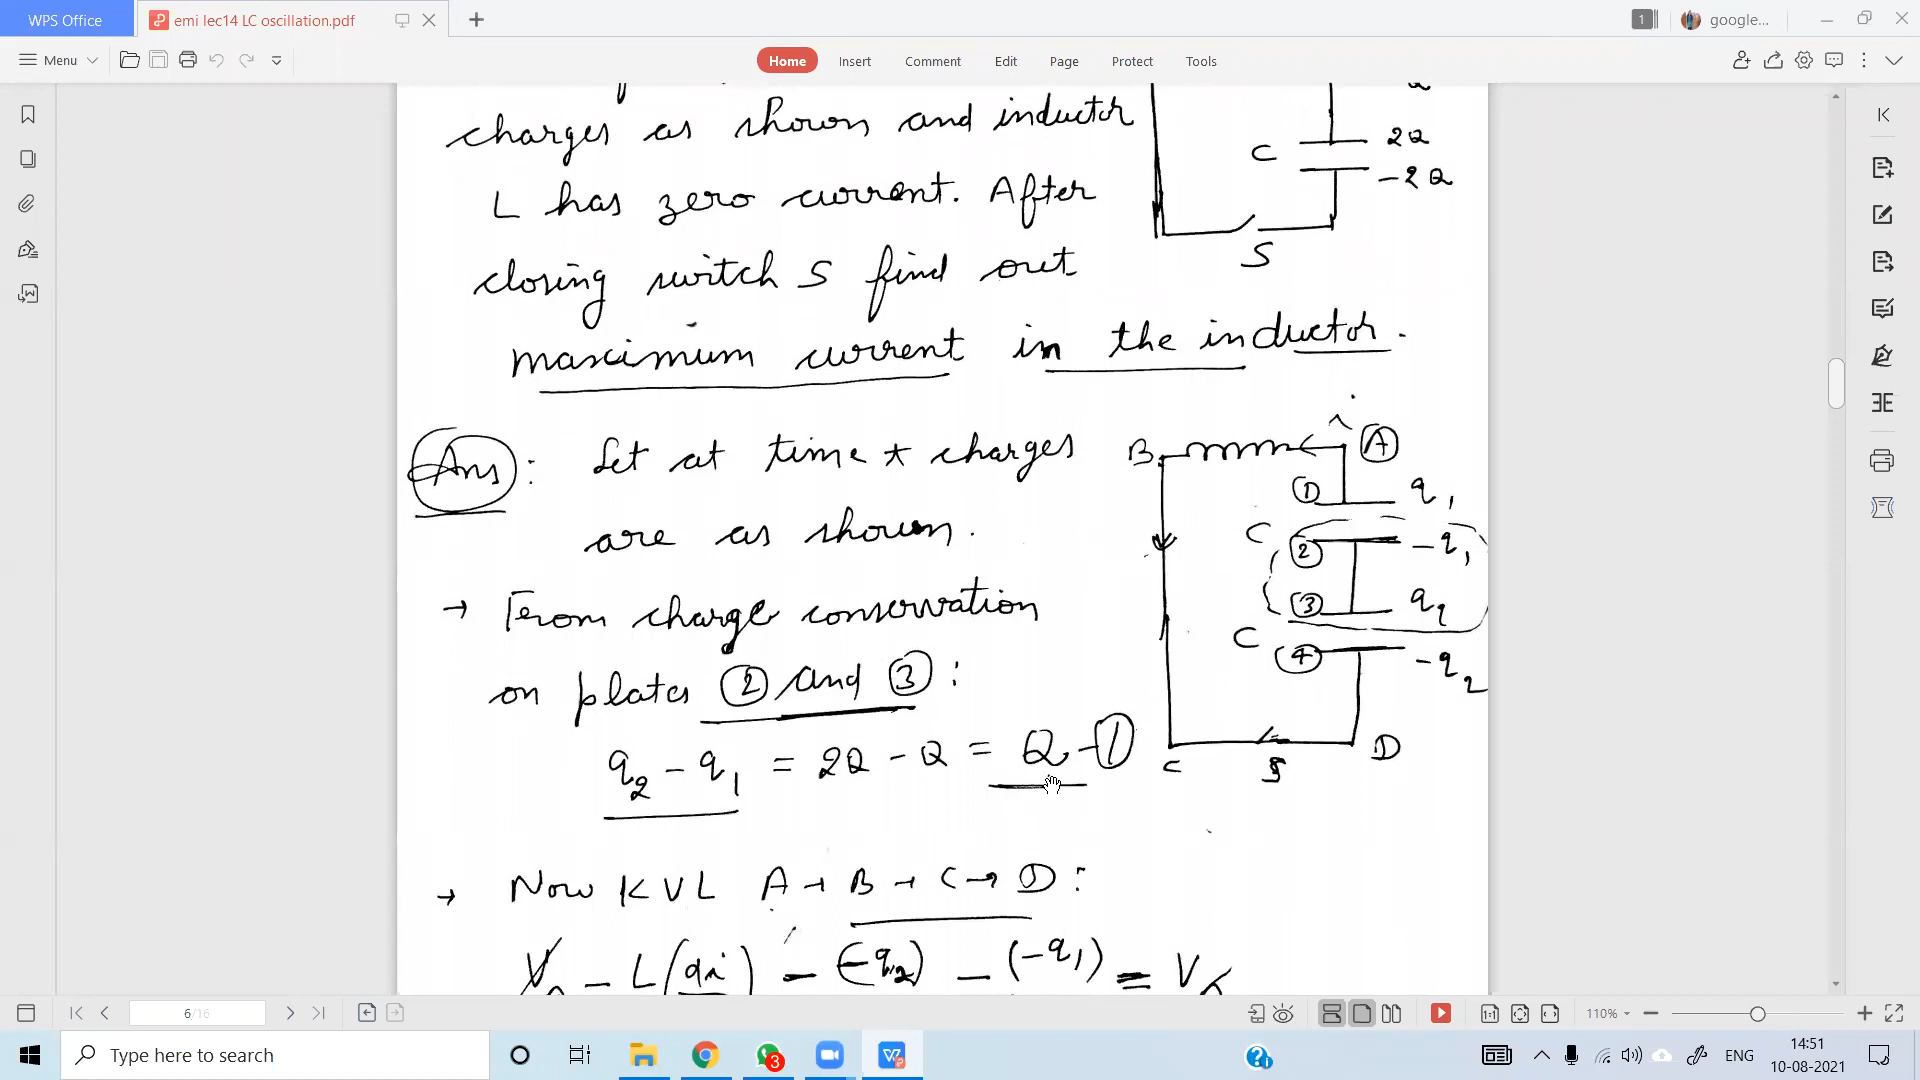 WPS Office
emi lec14 LC oscillation.pdf
1
google...
Menu
Home Insert Comment Edit Page Protect Tools
charges as shown and inductor
L has zero current. After
closing switch S find out
maximum current in the inductor.
C 2Q
-2Q
S
Ans: Let at time t charges
are as shown.
→ From charge conservation
on plates ② and ③:
q2 - q1 = 2Q - Q = Q - ①
→ Now KVL A → B → C → D:
B i A
① q1
C ② -q1
③ q2
C ④ -q2
C S D
6/16
110%
Type here to search
3
ENG
14:51
10-08-2021